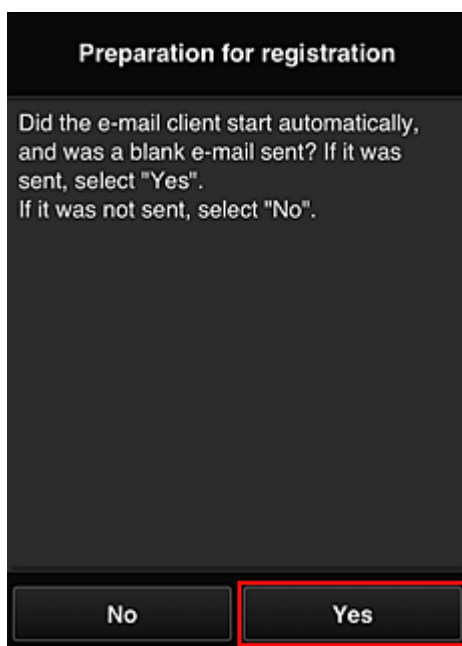 Preparation for registration
Did the e-mail client start automatically,
and was a blank e-mail sent? If it was
sent, select "Yes".
If it was not sent, select "No".
No
Yes